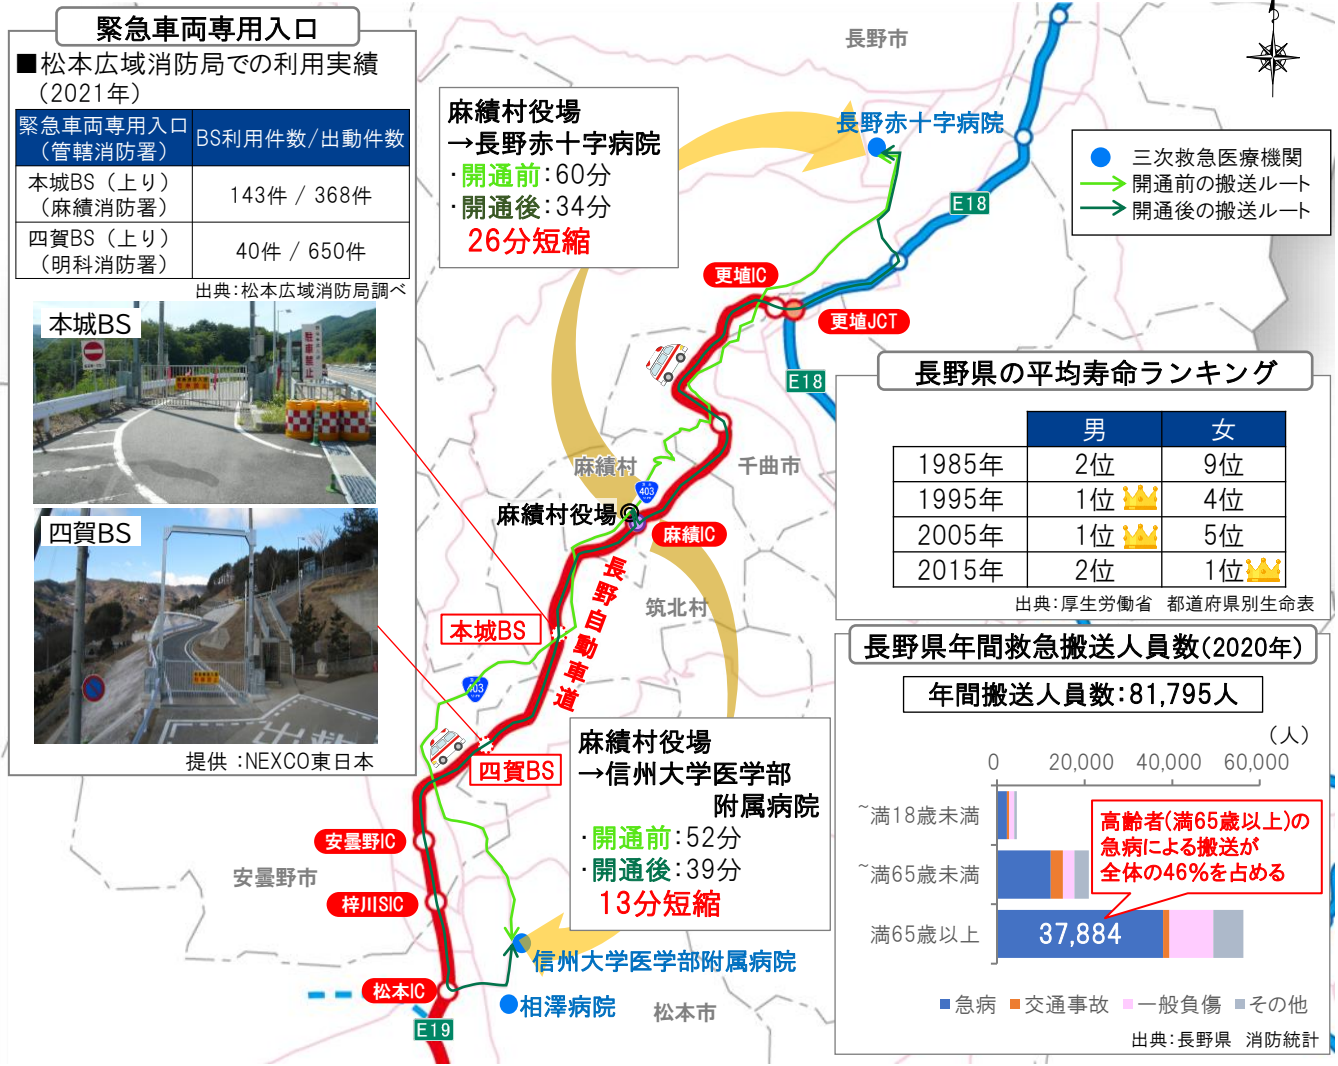 緊急車両専用入口
■松本広域消防局での利用実績
（2021年）
緊急車両専用入口
（管轄消防署）
BS利用件数/出動件数
本城BS（上り）
（麻績消防署）
143件 / 368件
四賀BS（上り）
（明科消防署）
40件 / 650件
出典：松本広域消防局調べ
本城BS
駐車禁止
四賀BS
提供：NEXCO東日本
麻績村役場
→長野赤十字病院
・開通前：60分
・開通後：34分
26分短縮
長野市
長野赤十字病院
三次救急医療機関
開通前の搬送ルート
開通後の搬送ルート
E18
更埴IC
更埴JCT
E18
千曲市
麻績村
403
麻績村役場◎
麻績IC
長野自動車道
筑北村
本城BS
403
四賀BS
麻績村役場
→信州大学医学部
附属病院
・開通前：52分
・開通後：39分
13分短縮
安曇野IC
安曇野市
梓川SIC
信州大学医学部附属病院
松本IC
相澤病院
松本市
E19
長野県の平均寿命ランキング
男 女
1985年 2位 9位
1995年 1位 4位
2005年 1位 5位
2015年 2位 1位
出典：厚生労働省 都道府県別生命表
長野県年間救急搬送人員数(2020年)
年間搬送人員数：81,795人
（人）
0 20,000 40,000 60,000
~満18歳未満
~満65歳未満
満65歳以上
高齢者(満65歳以上)の
急病による搬送が
全体の46%を占める
37,884
急病 交通事故 一般負傷 その他
出典：長野県 消防統計